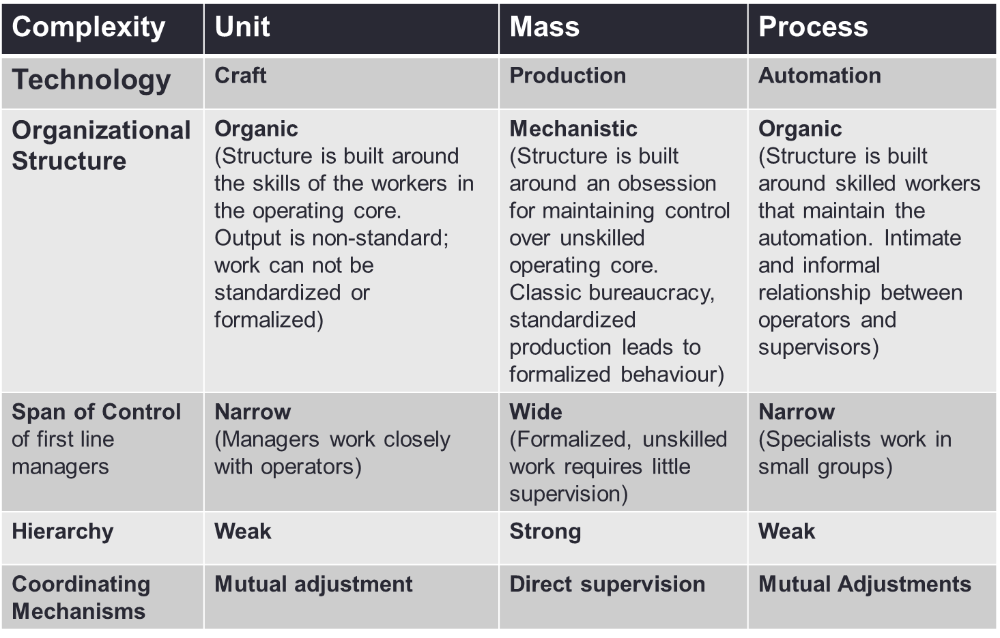 Complexity
Unit
Mass
Process
Technology
Craft
Production
Automation
Organizational
Structure
Organic
(Structure is built around
the skills of the workers in
the operating core.
Output is non-standard;
work can not be
standardized or
formalized)
Mechanistic
(Structure is built
around an obsession
for maintaining control
over unskilled
operating core.
Classic bureaucracy,
standardized
production leads to
formalized behaviour)
Organic
(Structure is built
around skilled workers
that maintain the
automation. Intimate
and informal
relationship between
operators and
supervisors)
Span of Control
of first line
managers
Narrow
(Managers work closely
with operators)
Wide
(Formalized, unskilled
work requires little
supervision)
Narrow
(Specialists work in
small groups)
Hierarchy
Weak
Strong
Weak
Coordinating
Mechanisms
Mutual adjustment
Direct supervision
Mutual Adjustments